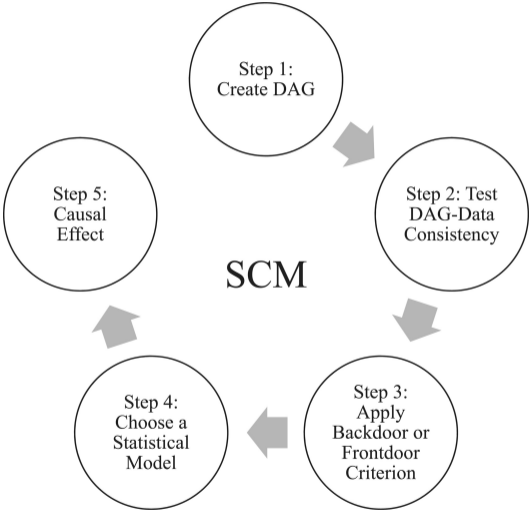 Step 1:
Create DAG
Step 2: Test
DAG-Data
Consistency
Step 3:
Apply
Backdoor or
Frontdoor
Criterion
Step 4:
Choose a
Statistical
Model
Step 5:
Causal
Effect
SCM